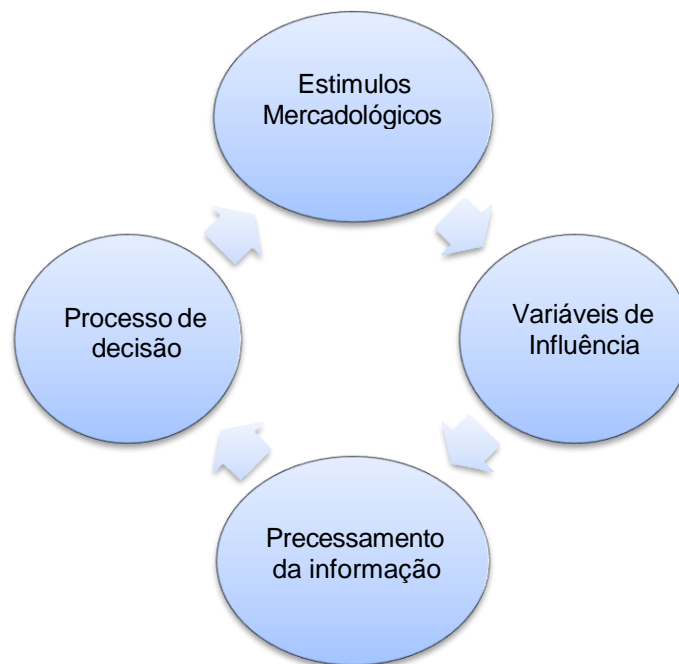 Estimulos
Mercadológicos
Variáveis de
Influência
Precessamento
da informação
Processo de
decisão